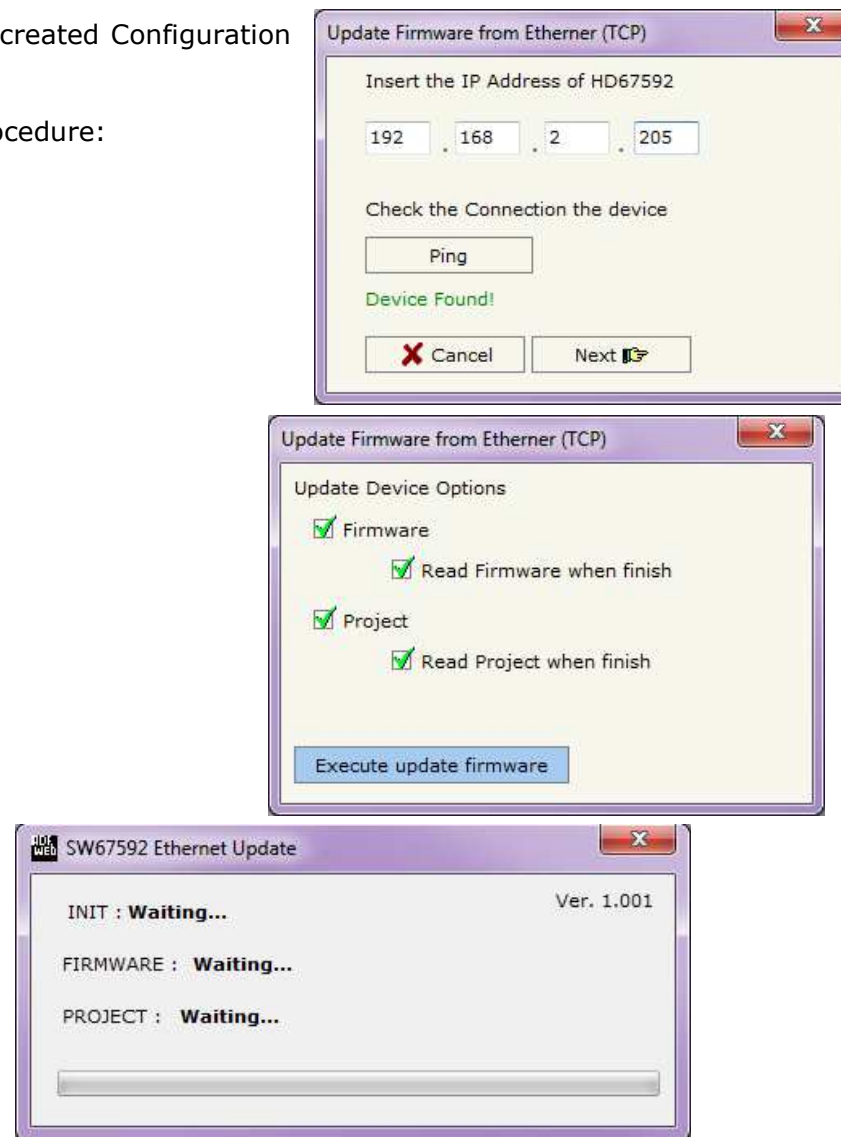 created Configuration
ocedure:
Update Firmware from Etherner (TCP)
Insert the IP Address of HD67592
192 . 168 . 2 . 205
Check the Connection the device
Ping
Device Found!
Cancel
Next
Update Firmware from Etherner (TCP)
Update Device Options
Firmware
Read Firmware when finish
Project
Read Project when finish
Execute update firmware
ADF WEB SW67592 Ethernet Update
Ver. 1.001
INIT : Waiting...
FIRMWARE : Waiting...
PROJECT : Waiting...